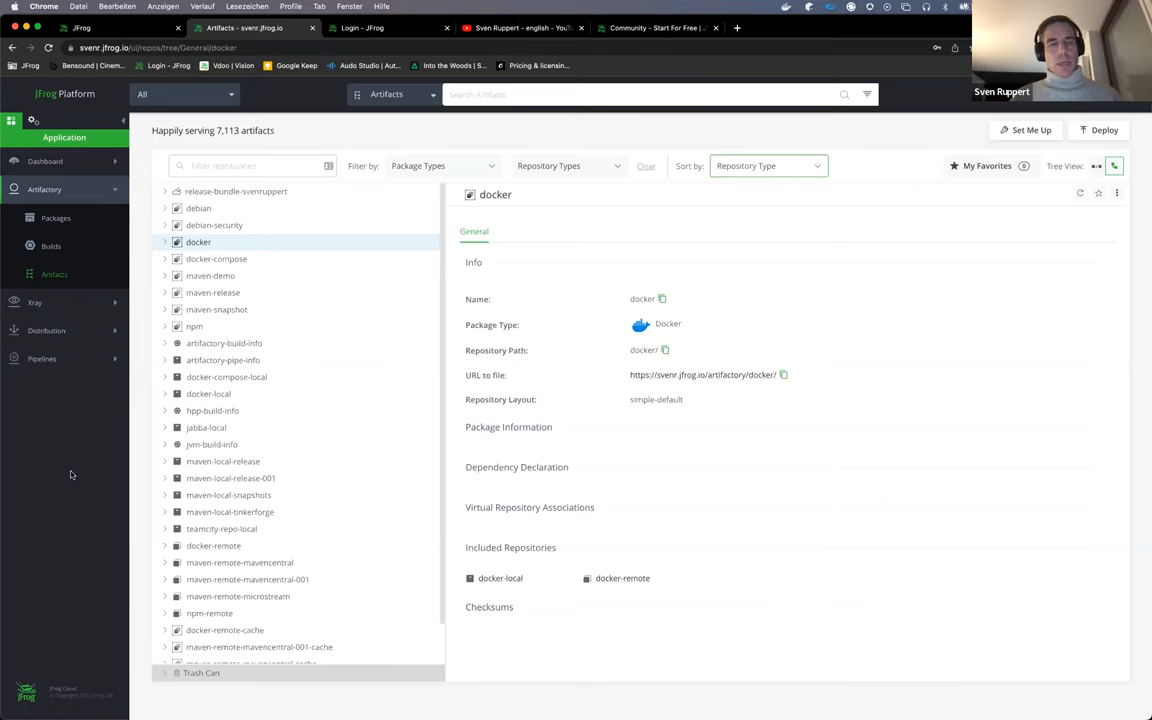 Chrome Datei Bearbeiten Anzeigen Verlauf Lesezeichen Profile Tab Fenster Hilfe
JFrog
Artifacts - svenr.jfrog.io
Login - JFrog
Sven Ruppert - english - YouT
Community - Start For Free | JF
svenr.jfrog.io/ui/repos/tree/General/docker
JFrog
Bensound | Cinem...
Login - JFrog
Vdoo | Vision
Google Keep
Audo Studio | Aut...
Into the Woods | S...
Pricing & licensin...
Sven Ruppert
JFrog Platform
All
Artifacts
Search Artifacts
Application
Happily serving 7,113 artifacts
Set Me Up
Deploy
Dashboard
Artifactory
Packages
Builds
Artifacts
Xray
Distribution
Pipelines
Filter repositories
Filter by:
Package Types
Repository Types
Clear
Sort by:
Repository Type
My Favorites 0
Tree View:
release-bundle-svenruppert
debian
debian-security
docker
docker-compose
maven-demo
maven-release
maven-snapshot
npm
artifactory-build-info
artifactory-pipe-info
docker-compose-local
docker-local
hpp-build-info
jabba-local
jvm-build-info
maven-local-release
maven-local-release-001
maven-local-snapshots
maven-local-tinkerforge
teamcity-repo-local
docker-remote
maven-remote-mavencentral
maven-remote-mavencentral-001
maven-remote-microstream
npm-remote
docker-remote-cache
maven-remote-mavencentral-001-cache
maven-remote-mavencentral-cache
Trash Can
docker
General
Info
Name: docker
Package Type: Docker
Repository Path: docker/
URL to file: https://svenr.jfrog.io/artifactory/docker/
Repository Layout: simple-default
Package Information
Dependency Declaration
Virtual Repository Associations
Included Repositories
docker-local
docker-remote
Checksums
JFrog
JFrog Cloud